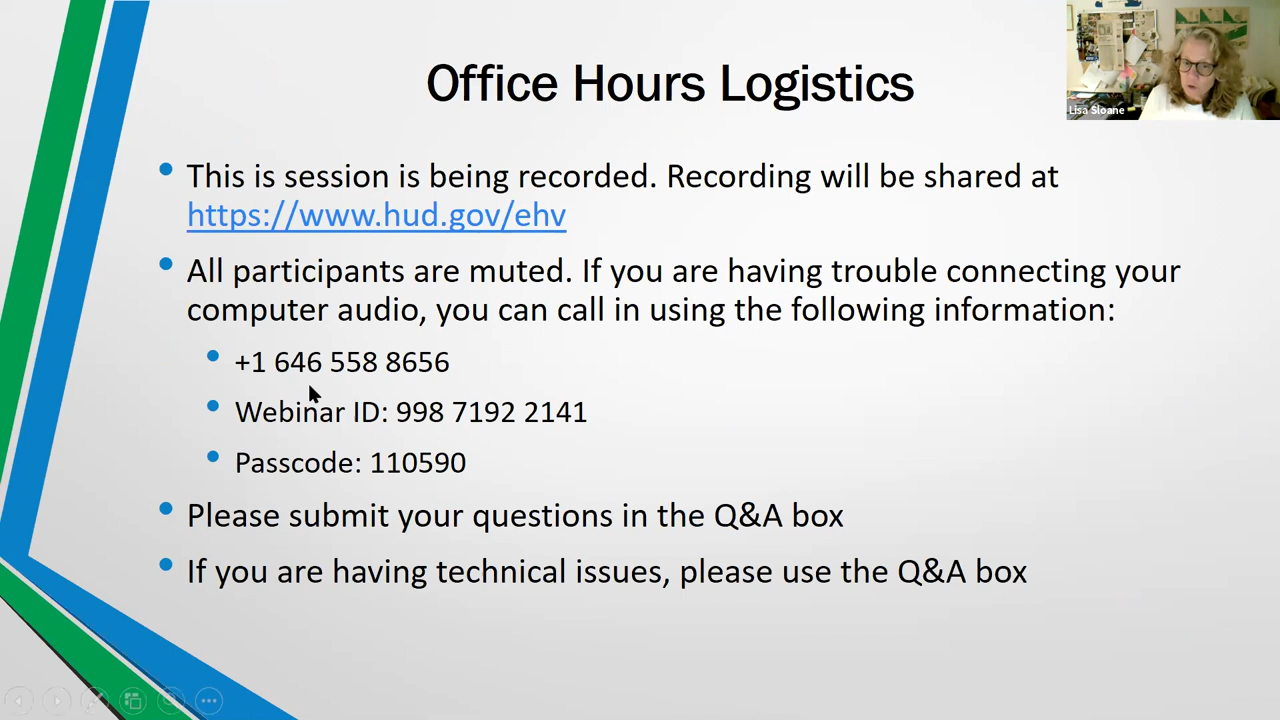 Office Hours Logistics
Lisa Sloane
This is session is being recorded. Recording will be shared at
https://www.hud.gov/ehv
All participants are muted. If you are having trouble connecting your
computer audio, you can call in using the following information:
+1 646 558 8656
Webinar ID: 998 7192 2141
Passcode: 110590
Please submit your questions in the Q&A box
If you are having technical issues, please use the Q&A box